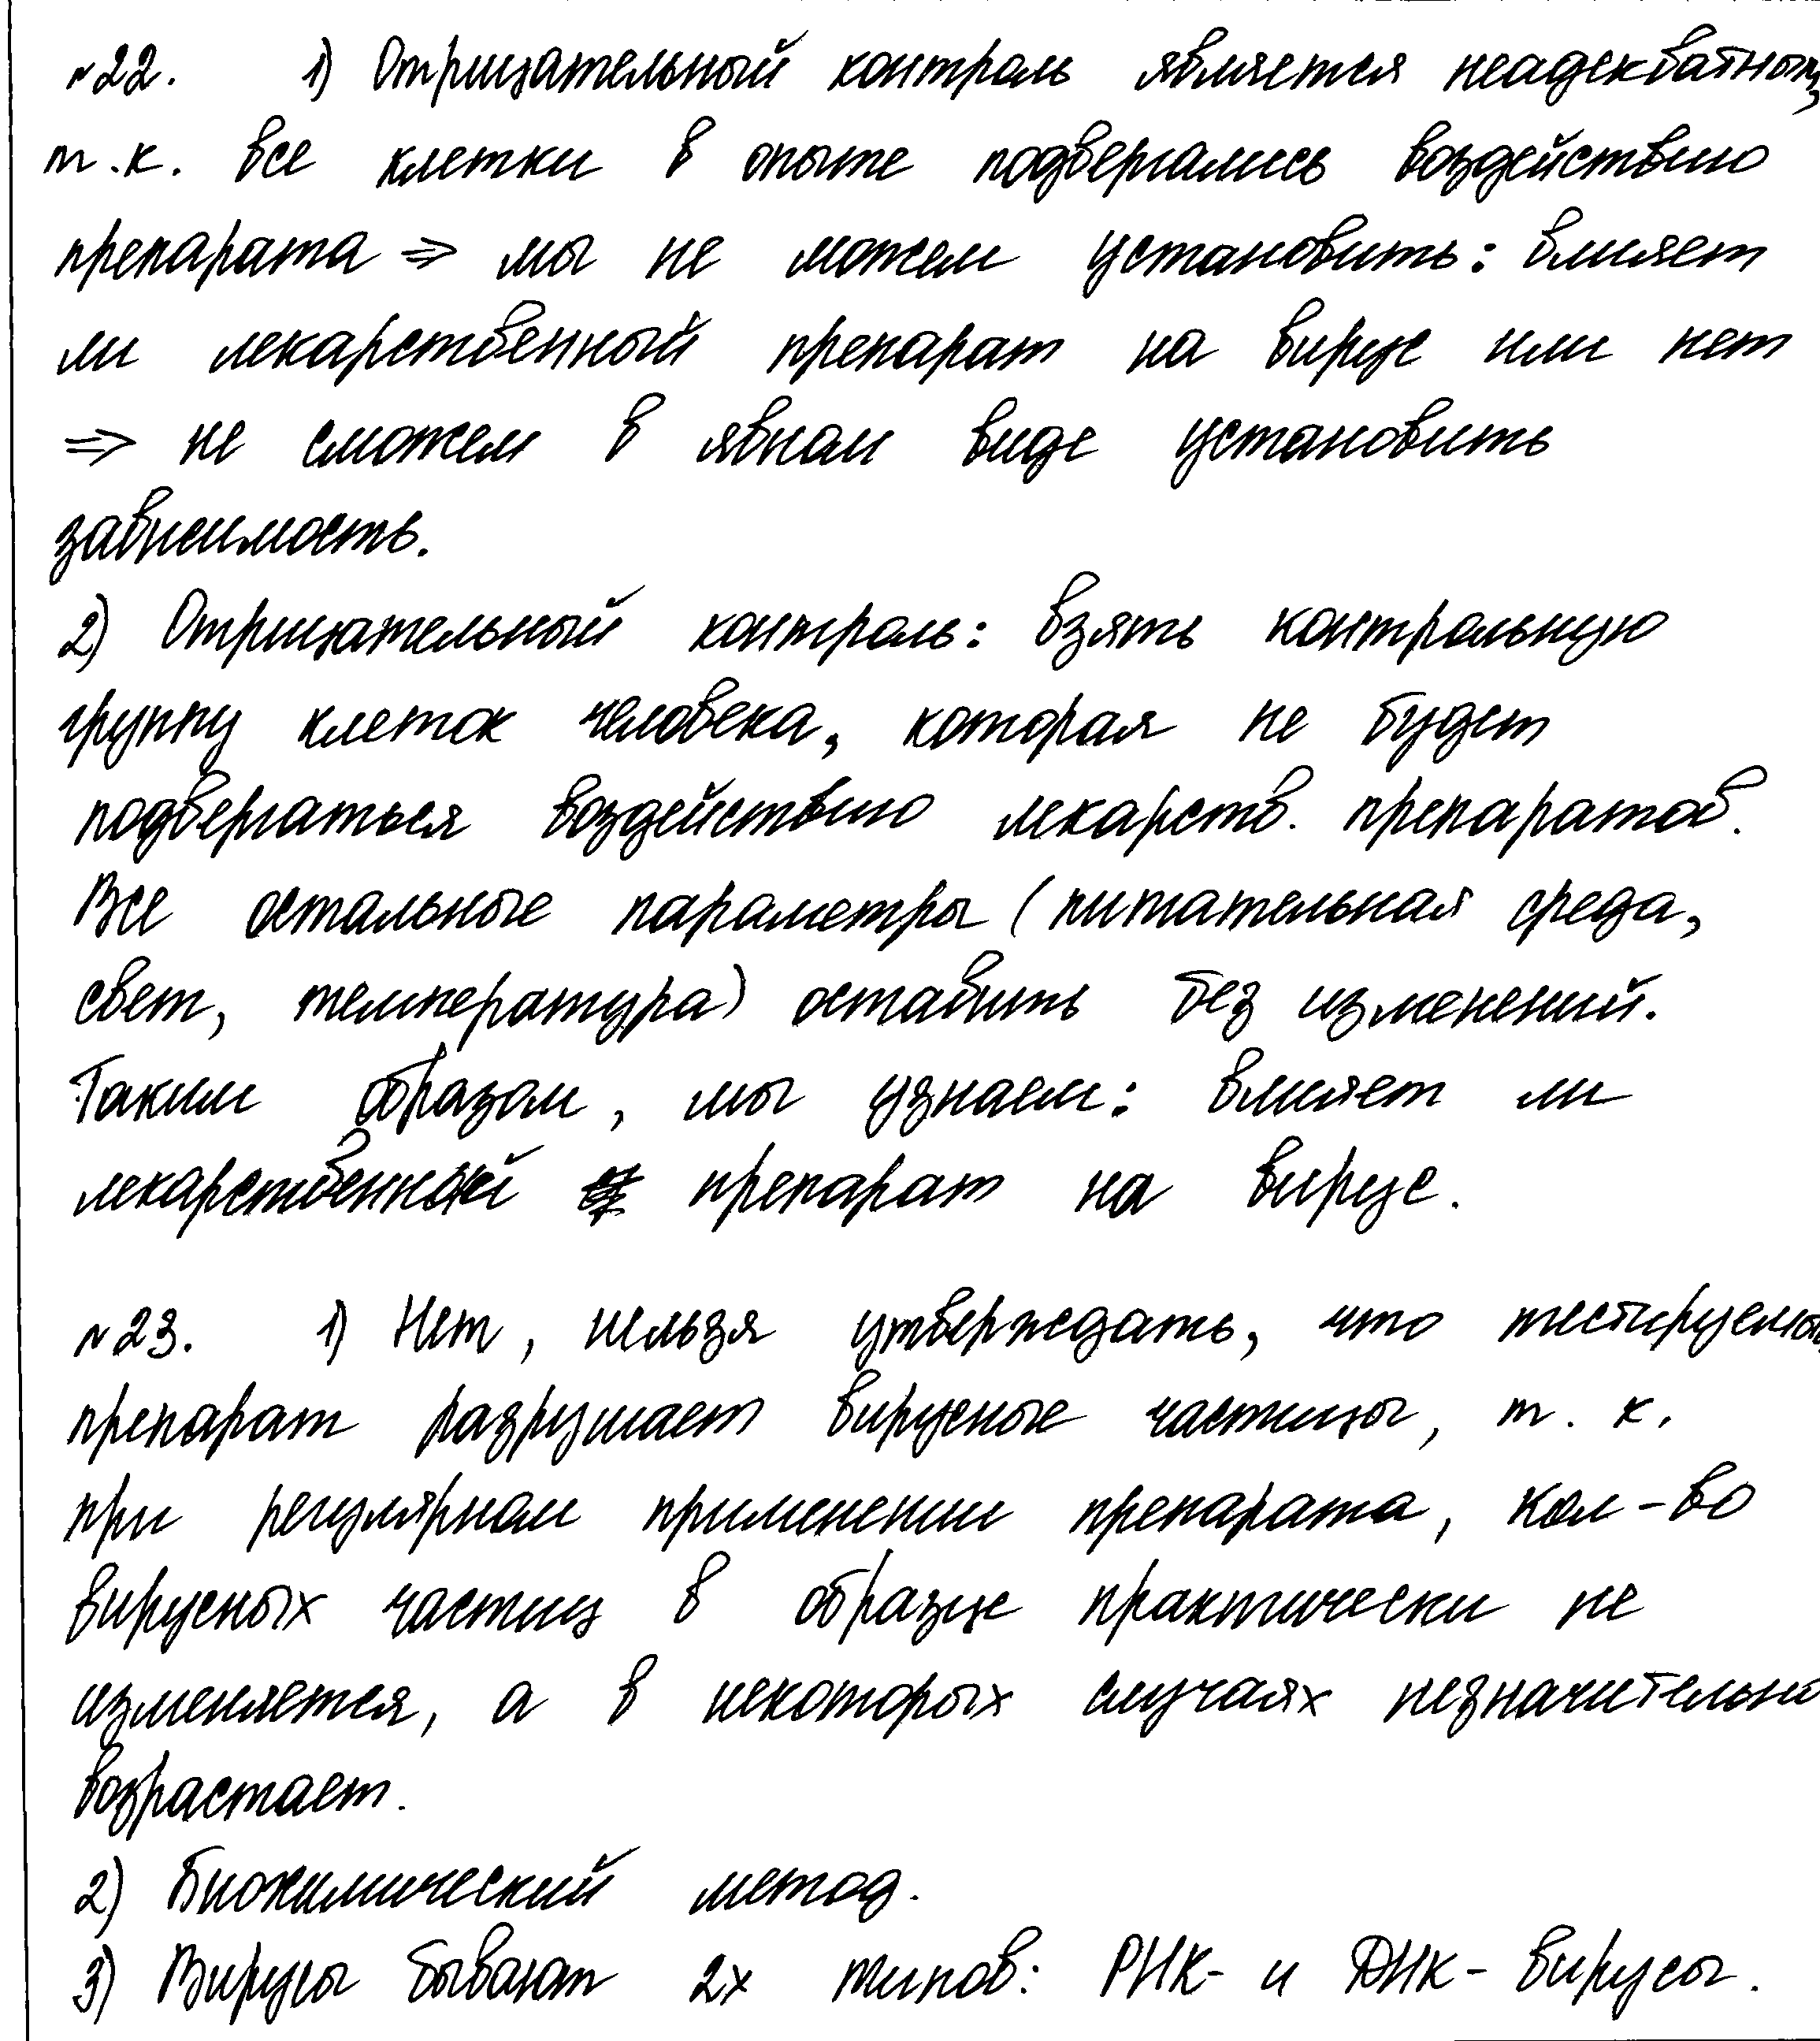 №22. 1) Отрицательный контроль является неадекватным,
т.к. все клетки в опыте подвергались воздействию
препарата ⇒ мы не можем установить: влияет
ли лекарственный препарат на вирус или нет
⇒ не сможем в явном виде установить
зависимость.
2) Отрицательный контроль: взять контрольную
группу клеток человека, которая не будет
подвергаться воздействию лекарств. препаратов.
Все остальные параметры (питательная среда,
свет, температура) оставить без изменений.
Таким образом, мы узнаем: влияет ли
лекарственный препарат на вирус.
№23. 1) Нет, нельзя утверждать, что тестируемый
препарат разрушает вирусные частицы, т. к.
при регулярном применении препарата, кол-во
вирусных частиц в образце практически не
изменяется, а в некоторых случаях незначительно
возрастает.
2) Биохимический метод.
3) Вирусы бывают 2х типов: РНК- и ДНК-вирусы.